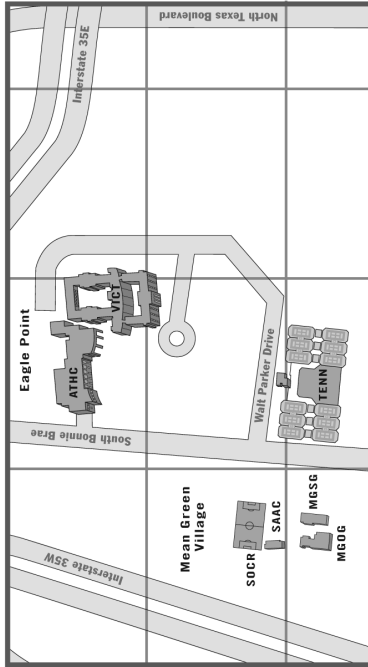 North Texas Boulevard
Interstate 35E
Eagle Point
VICT
ATHC
South Bonnie Brae
Walt Parker Drive
TENN
Mean Green
Village
SOCR
SAAC
MGSG
MGOG
Interstate 35W